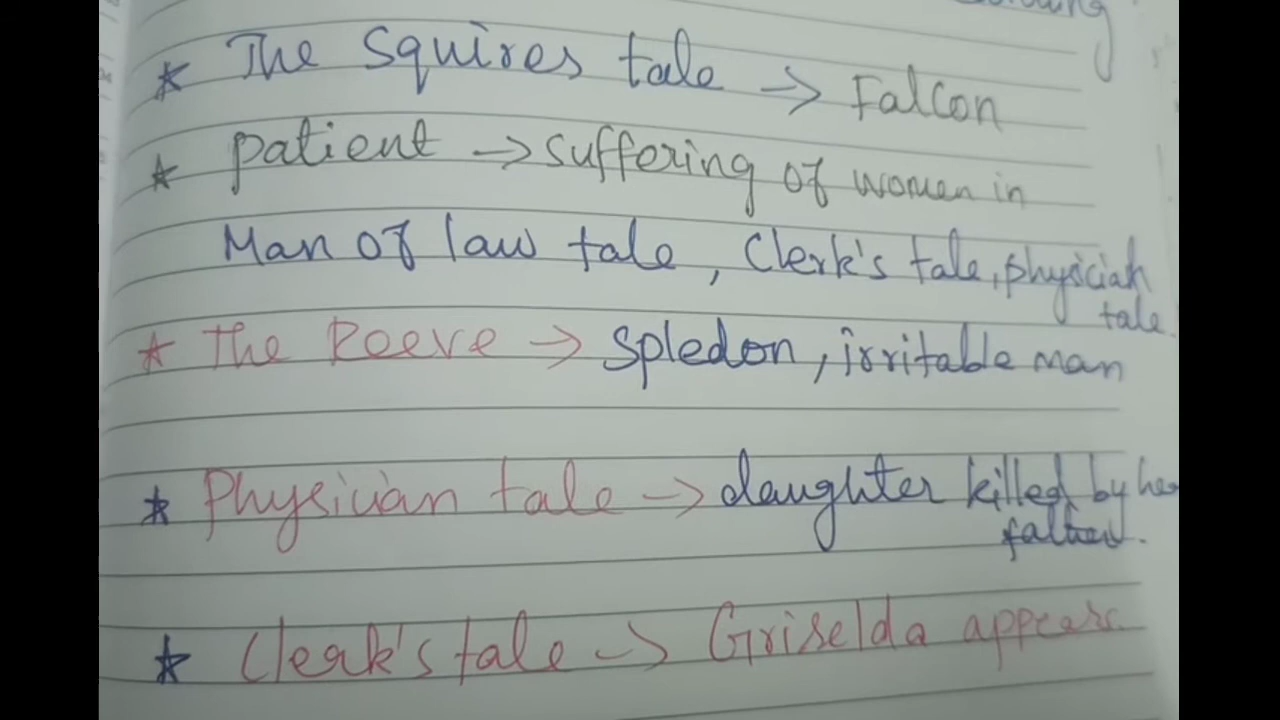 * The Squires tale → Falcon
* patient → suffering of women in
Man of law tale, Clerk's tale, physician
tale.
* The Reeve → spledon, irritable man
* Physician tale → daughter killed by her
father.
* Clerk's tale → Griselda appears.